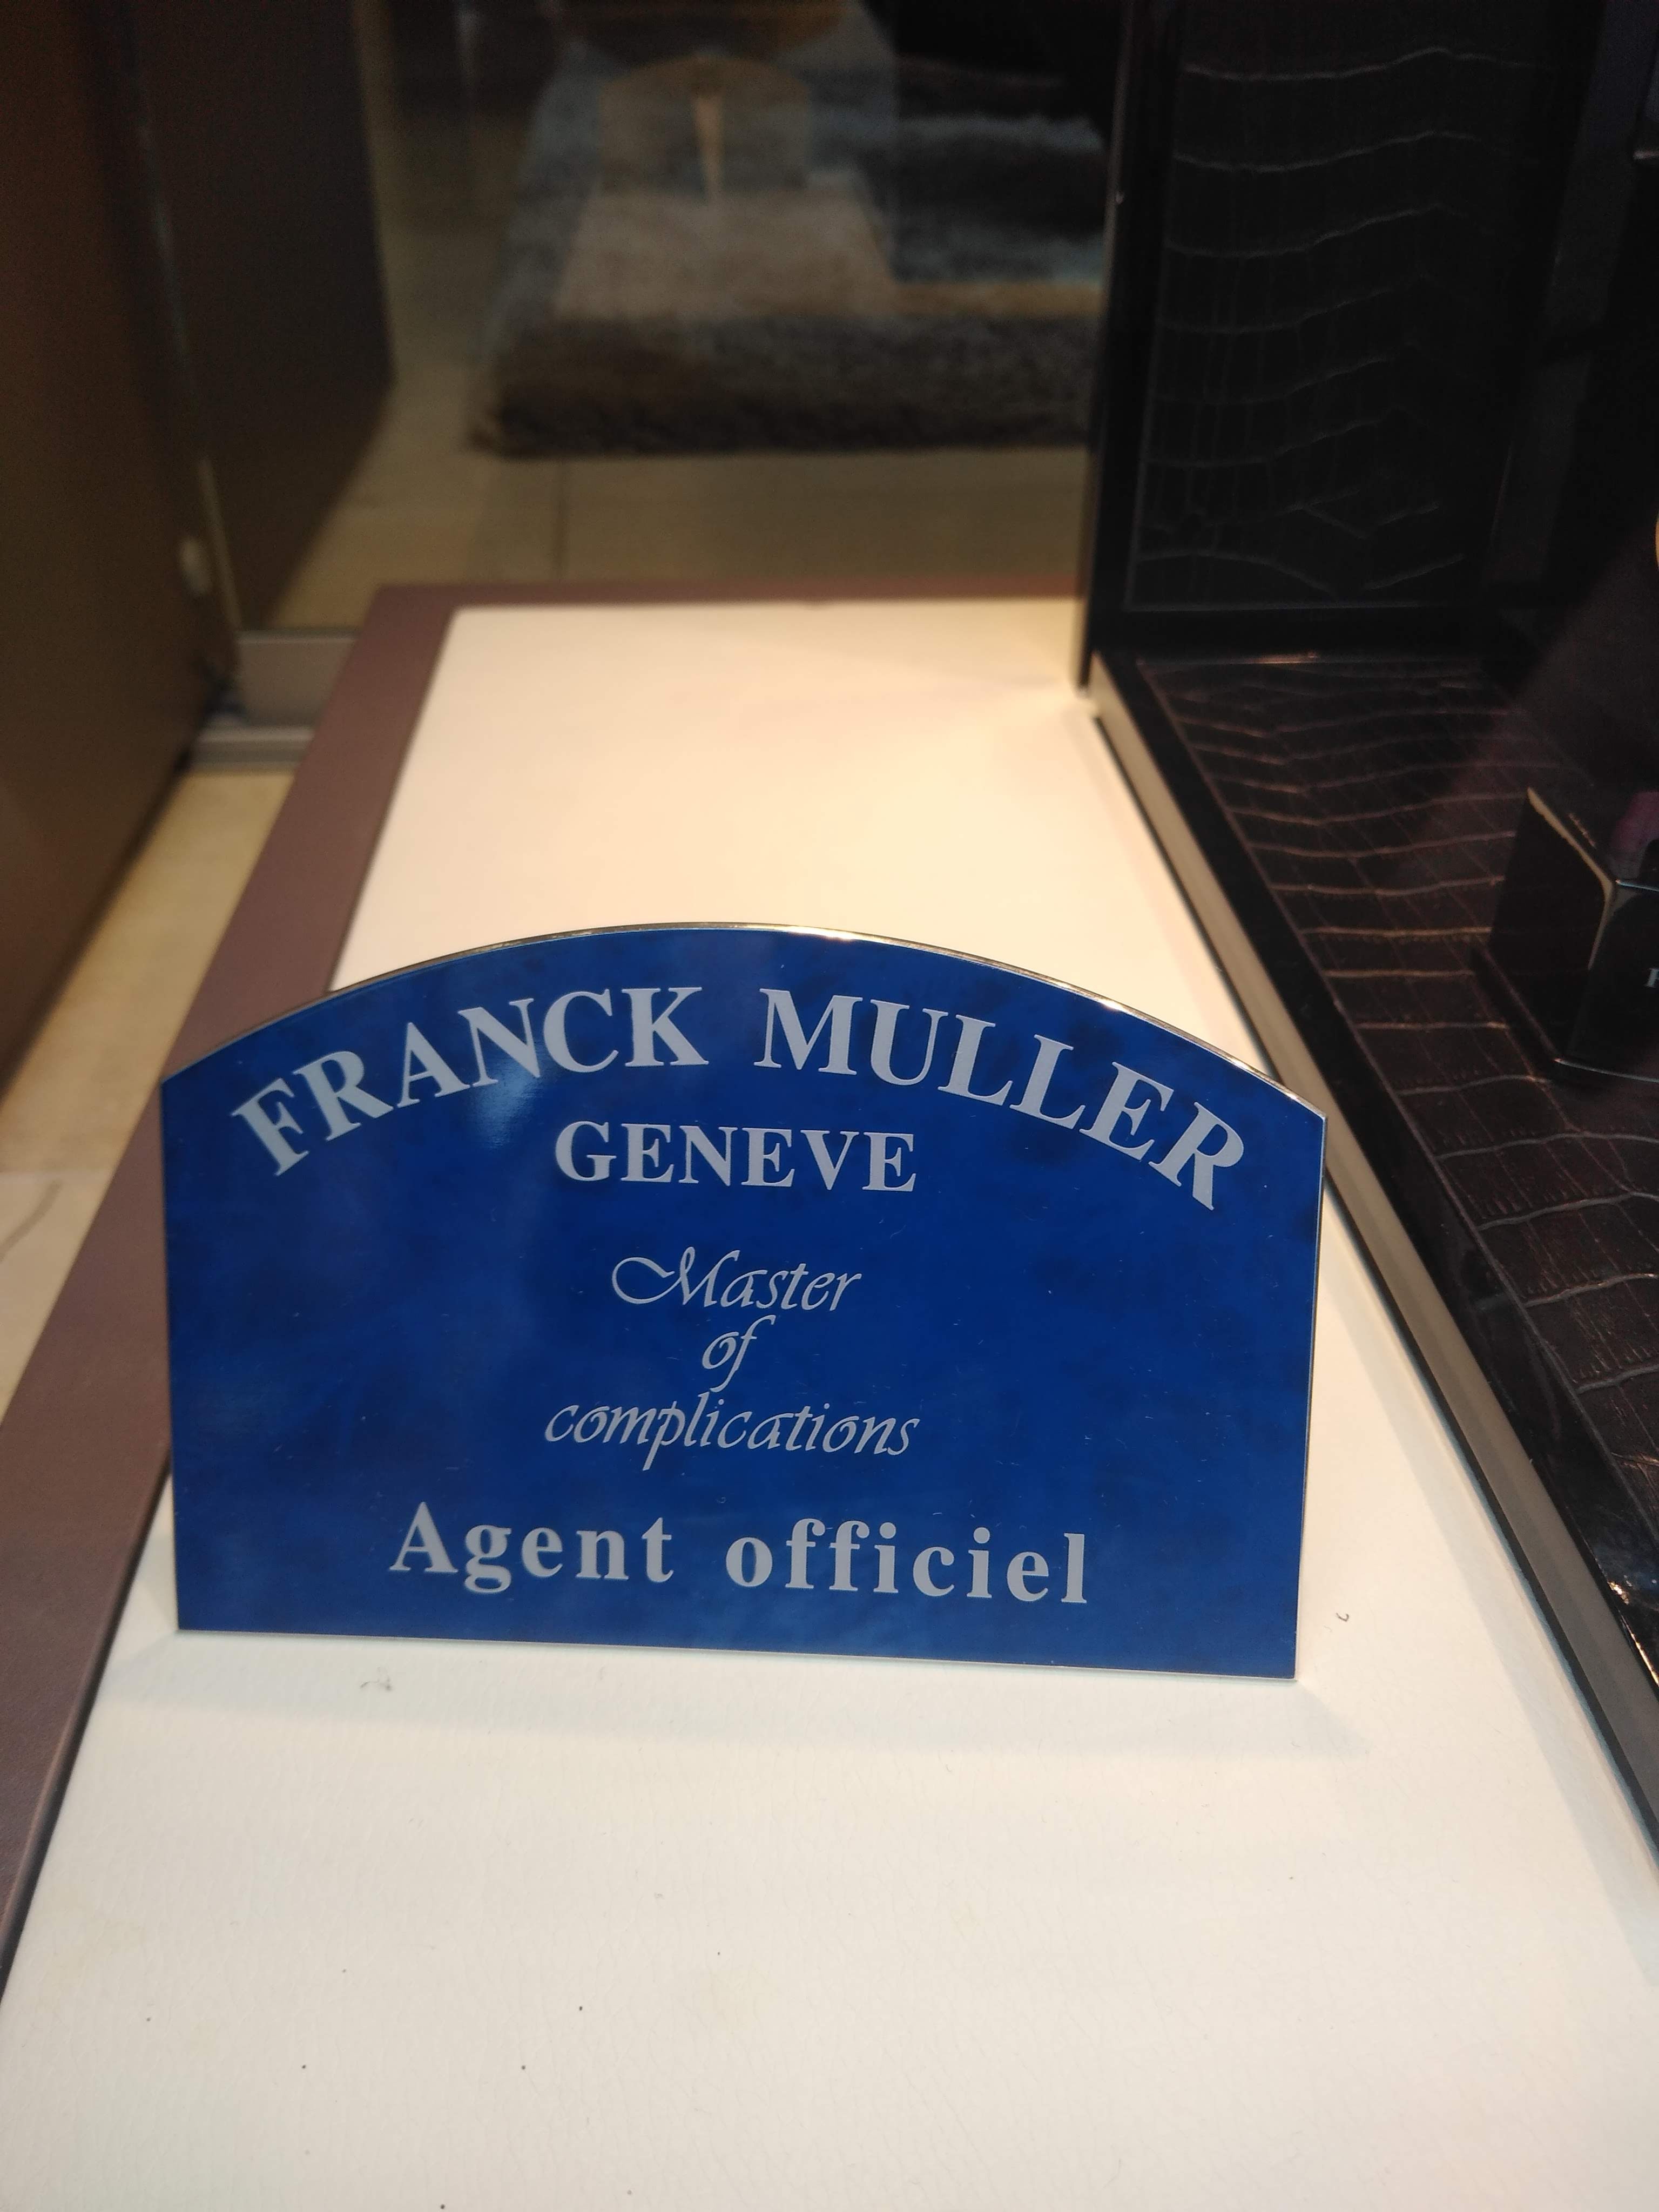 FRANCK MULLER
GENEVE
Master
of
complications
Agent officiel